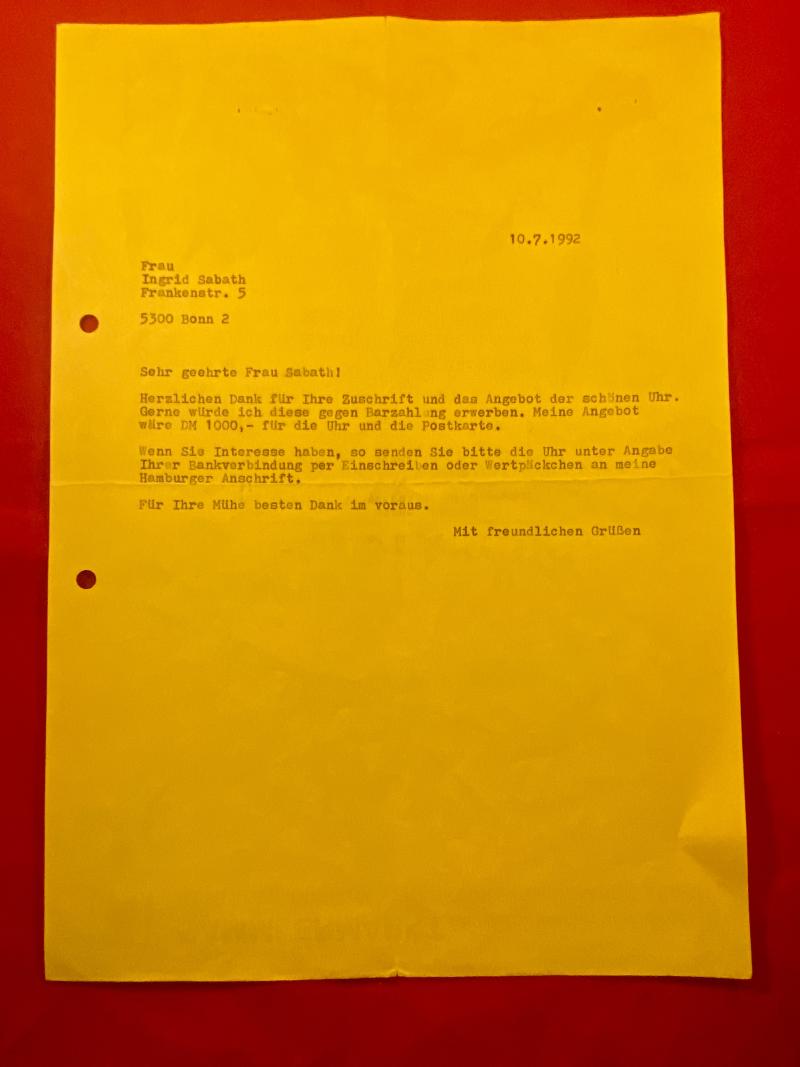 10.7.1992
Frau
Ingrid Sabath
Frankenstr. 5
5300 Bonn 2
Sehr geehrte Frau Sabath!
Herzlichen Dank für Ihre Zuschrift und das Angebot der schönen Uhr.
Gerne würde ich diese gegen Barzahlung erwerben. Meine Angebot
wäre DM 1000,- für die Uhr und die Postkarte.
Wenn Sie Interesse haben, so senden Sie bitte die Uhr unter Angabe
Ihrer Bankverbindung per Einschreiben oder Wertpäckchen an meine
Hamburger Anschrift.
Für Ihre Mühe besten Dank im voraus.
Mit freundlichen Grüßen